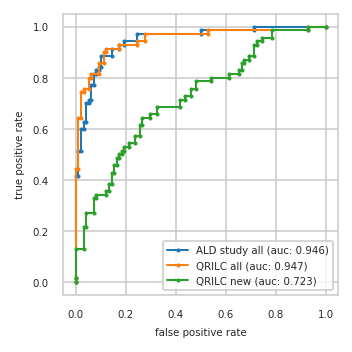 1.0
0.8
0.6
0.4
0.2
0.0
true positive rate
ALD study all (auc: 0.946)
QRILC all (auc: 0.947)
QRILC new (auc: 0.723)
0.0 0.2 0.4 0.6 0.8 1.0
false positive rate